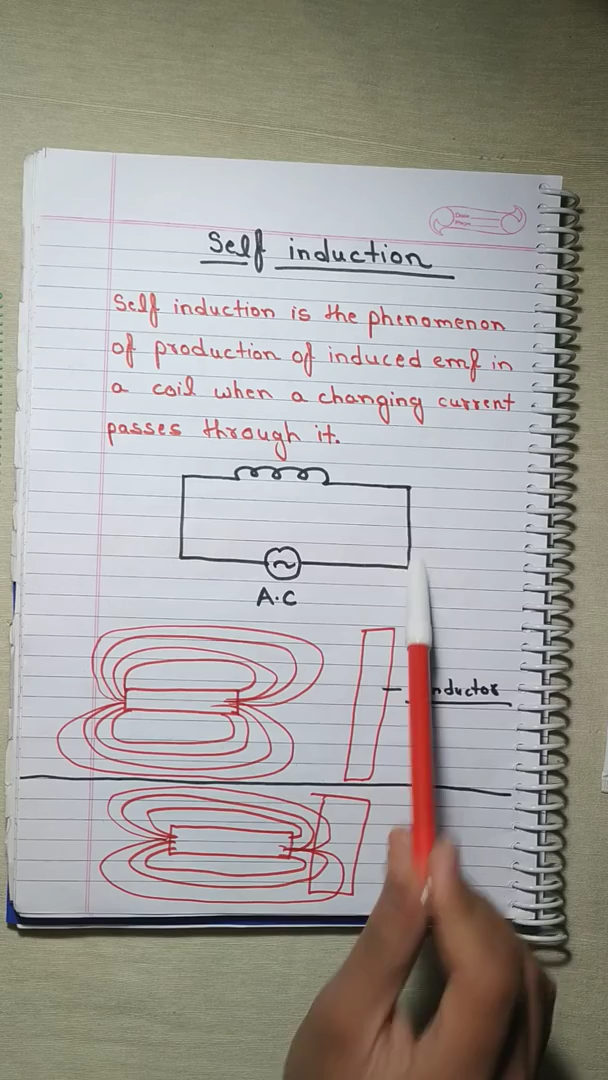 Self induction
Self induction is the phenomenon
of production of induced emf in
a coil when a changing current
passes through it.
A.C